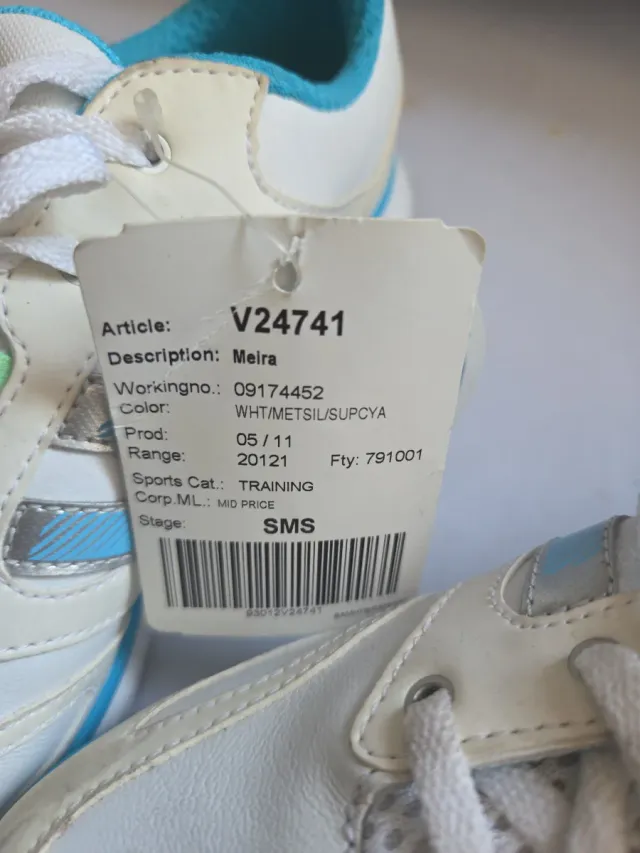 Article: V24741
Description: Meira
Workingno.: 09174452
Color: WHT/METSIL/SUPCYA
Prod: 05 / 11
Range: 20121 Fty: 791001
Sports Cat.: TRAINING
Corp.ML.: MID PRICE
Stage: SMS
93012V24741